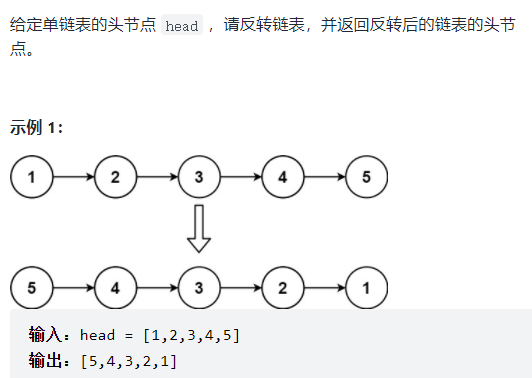 给定单链表的头节点 head ，请反转链表，并返回反转后的链表的头节
点。
示例 1：
1 2 3 4 5
5 4 3 2 1
输入：head = [1,2,3,4,5]
输出：[5,4,3,2,1]